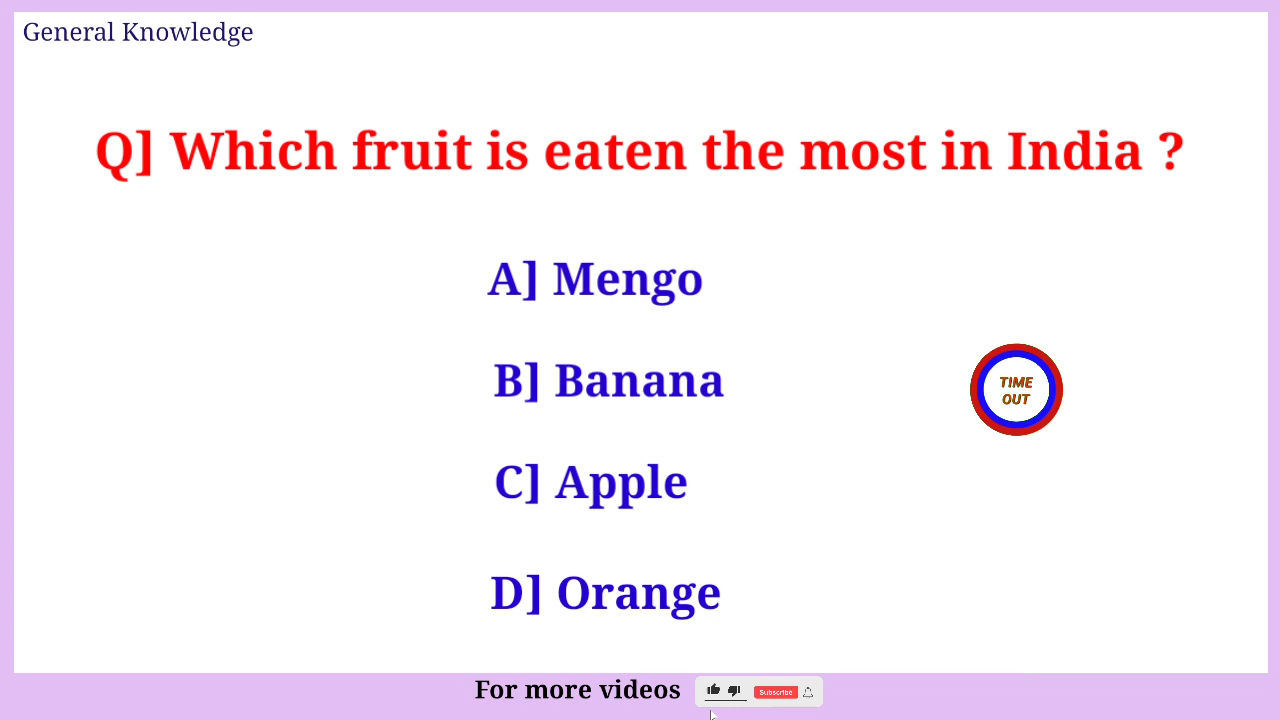 General Knowledge
Q] Which fruit is eaten the most in India ?
A] Mengo
B] Banana
TIME
OUT
C] Apple
D] Orange
For more videos
Subscribe